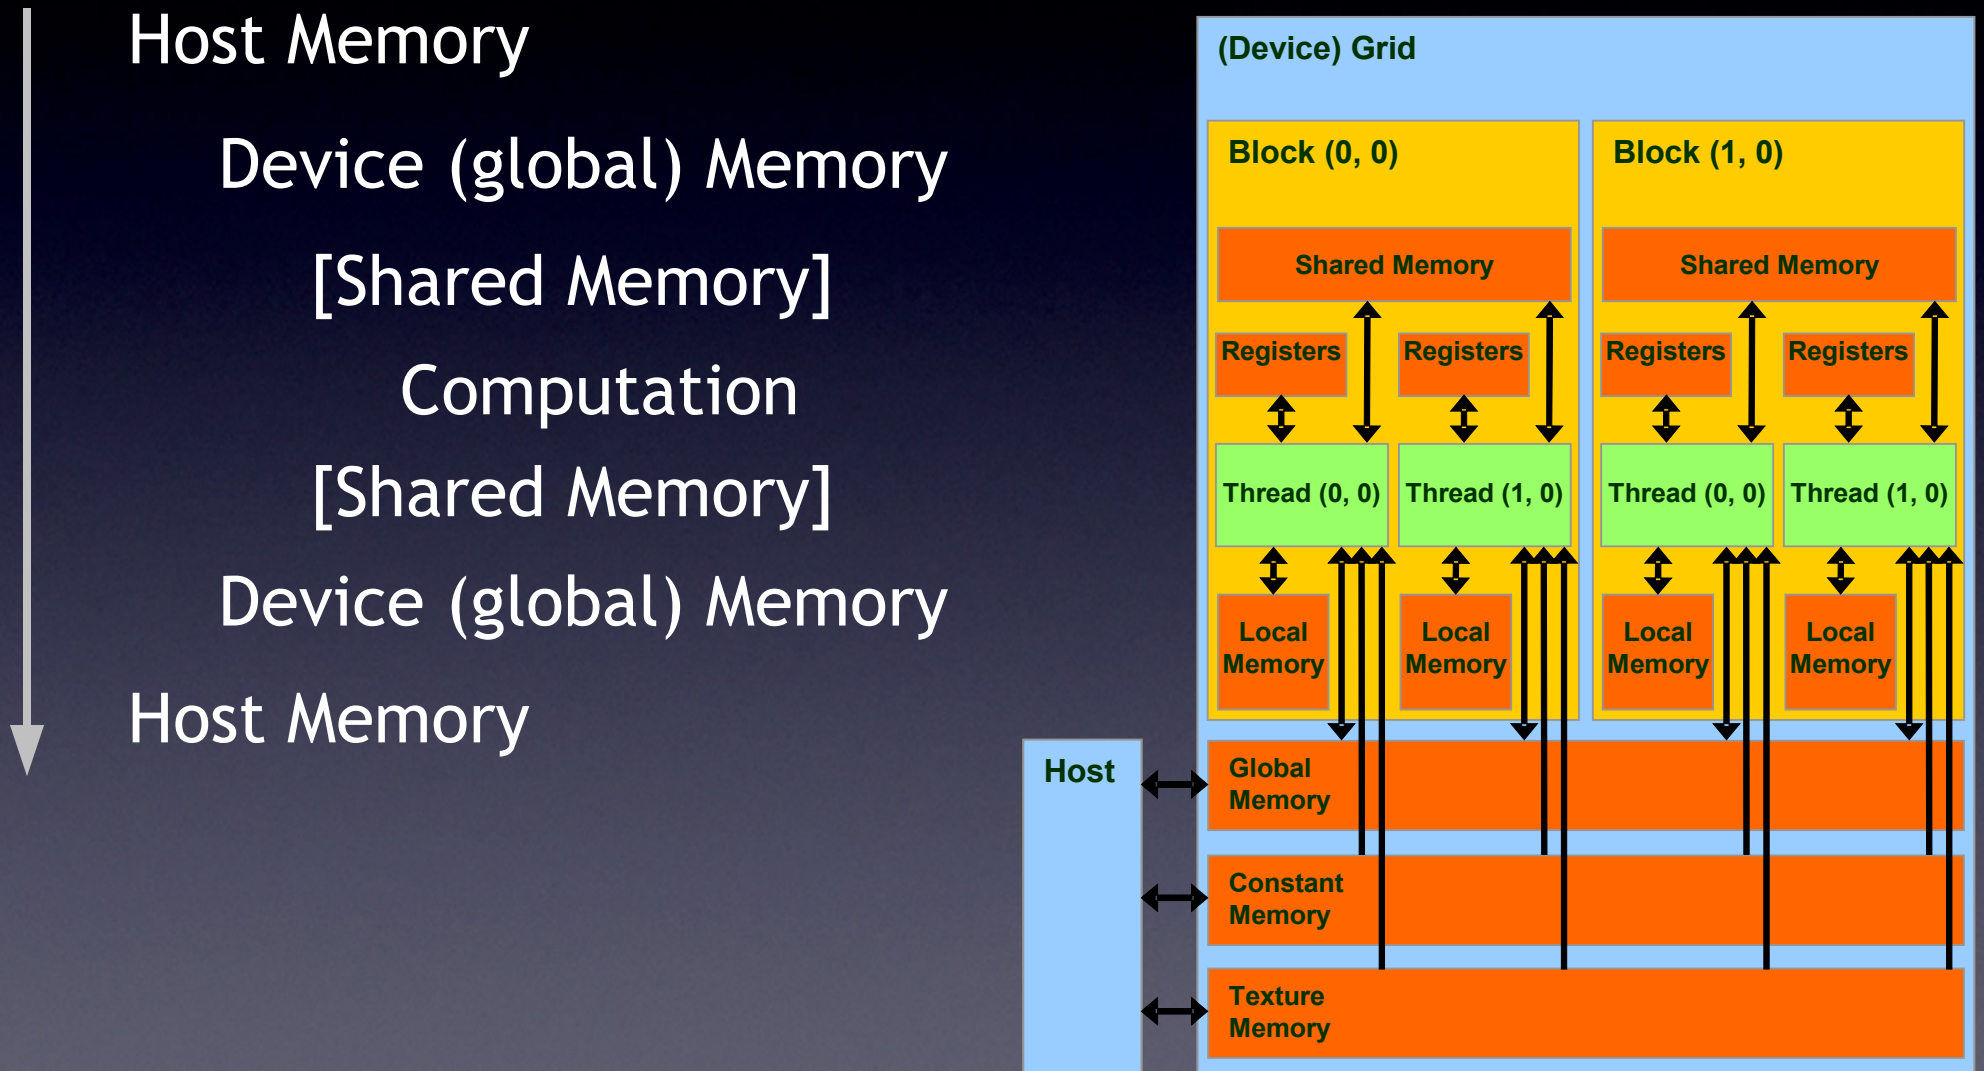 Host Memory
Device (global) Memory
[Shared Memory]
Computation
[Shared Memory]
Device (global) Memory
Host Memory
(Device) Grid
Block (0, 0)
Shared Memory
Registers
Registers
Thread (0, 0)
Thread (1, 0)
Local
Memory
Local
Memory
Block (1, 0)
Shared Memory
Registers
Registers
Thread (0, 0)
Thread (1, 0)
Local
Memory
Local
Memory
Host
Global
Memory
Constant
Memory
Texture
Memory